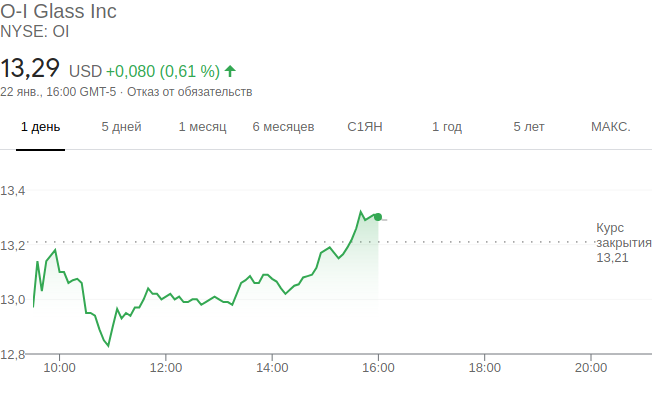 O-I Glass Inc
NYSE: OI
13,29 USD +0,080 (0,61 %)
22 янв., 16:00 GMT-5 · Отказ от обязательств
1 день 5 дней 1 месяц 6 месяцев С1ЯН 1 год 5 лет МАКС.
13,4
Курс
13,2 закрытия
13,21
13,0
12,8
10:00 12:00 14:00 16:00 18:00 20:00